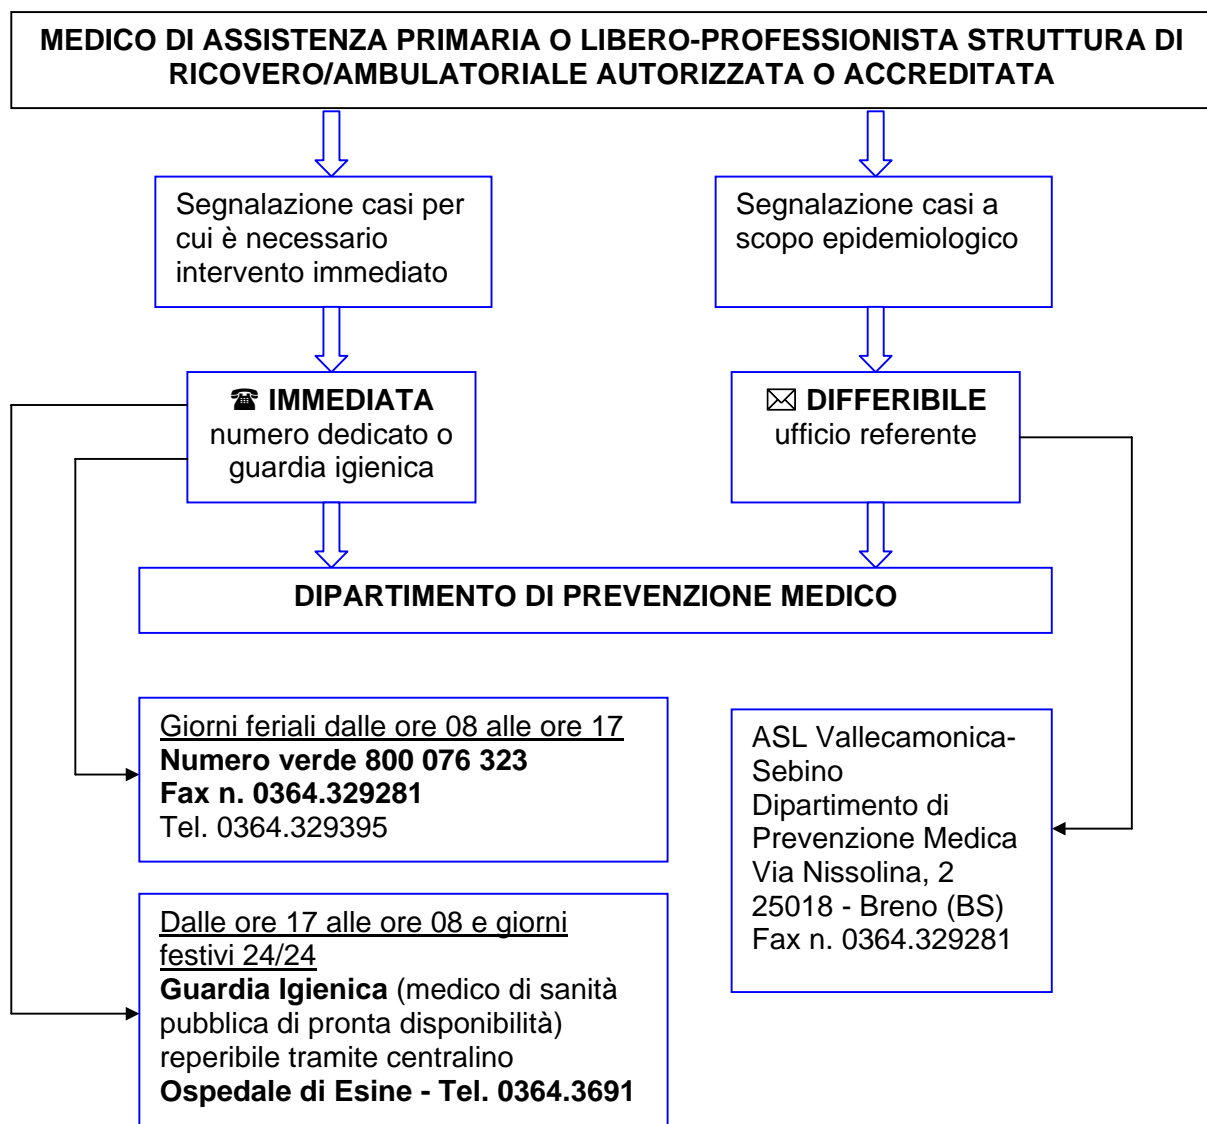 MEDICO DI ASSISTENZA PRIMARIA O LIBERO-PROFESSIONISTA STRUTTURA DI
RICOVERO/AMBULATORIALE AUTORIZZATA O ACCREDITATA
Segnalazione casi per
cui è necessario
intervento immediato
Segnalazione casi a
scopo epidemiologico
☎ IMMEDIATA
numero dedicato o
guardia igienica
✉ DIFFERIBILE
ufficio referente
DIPARTIMENTO DI PREVENZIONE MEDICO
Giorni feriali dalle ore 08 alle ore 17
Numero verde 800 076 323
Fax n. 0364.329281
Tel. 0364.329395
ASL Vallecamonica-
Sebino
Dipartimento di
Prevenzione Medica
Via Nissolina, 2
25018 - Breno (BS)
Fax n. 0364.329281
Dalle ore 17 alle ore 08 e giorni
festivi 24/24
Guardia Igienica (medico di sanità
pubblica di pronta disponibilità)
reperibile tramite centralino
Ospedale di Esine - Tel. 0364.3691